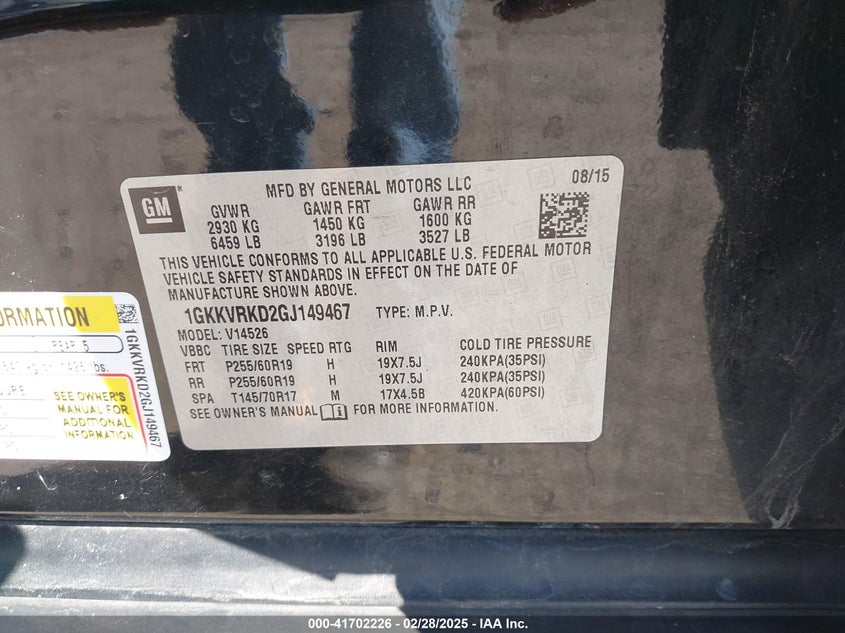 GM
MFD BY GENERAL MOTORS LLC 08/15
GVWR GAWR FRT GAWR RR
2930 KG 1450 KG 1600 KG
6459 LB 3196 LB 3527 LB
THIS VEHICLE CONFORMS TO ALL APPLICABLE U.S. FEDERAL MOTOR
VEHICLE SAFETY STANDARDS IN EFFECT ON THE DATE OF
MANUFACTURE SHOWN ABOVE.
1GKKVRKD2GJ149467 TYPE: M.P.V.
MODEL: V14526
VBBC TIRE SIZE SPEED RTG RIM COLD TIRE PRESSURE
FRT P255/60R19 H 19X7.5J 240KPA(35PSI)
RR P255/60R19 H 19X7.5J 240KPA(35PSI)
SPA T145/70R17 M 17X4.5B 420KPA(60PSI)
SEE OWNER'S MANUAL FOR MORE INFORMATION.
ORMATION
REAR 5
lbs.
SEE OWNER'S
MANUAL FOR
ADDITIONAL
INFORMATION
1GKKVRKD2GJ149467
000-41702226 - 02/28/2025 - IAA Inc.